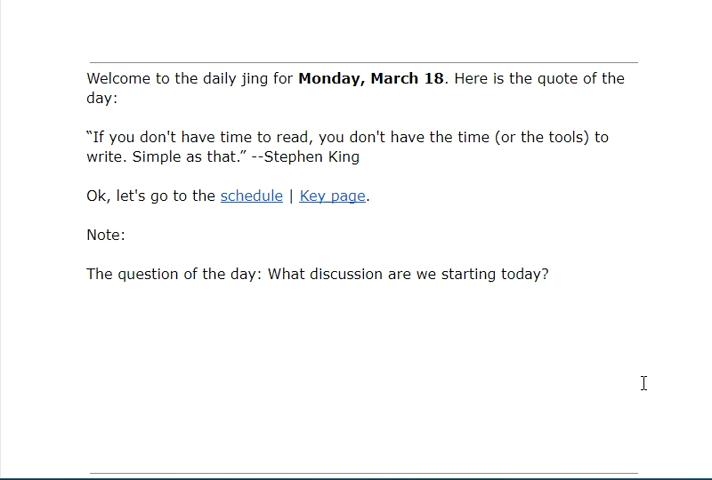 Welcome to the daily jing for Monday, March 18. Here is the quote of the
day:
“If you don't have time to read, you don't have the time (or the tools) to
write. Simple as that.” --Stephen King
Ok, let's go to the schedule | Key page.
Note:
The question of the day: What discussion are we starting today?